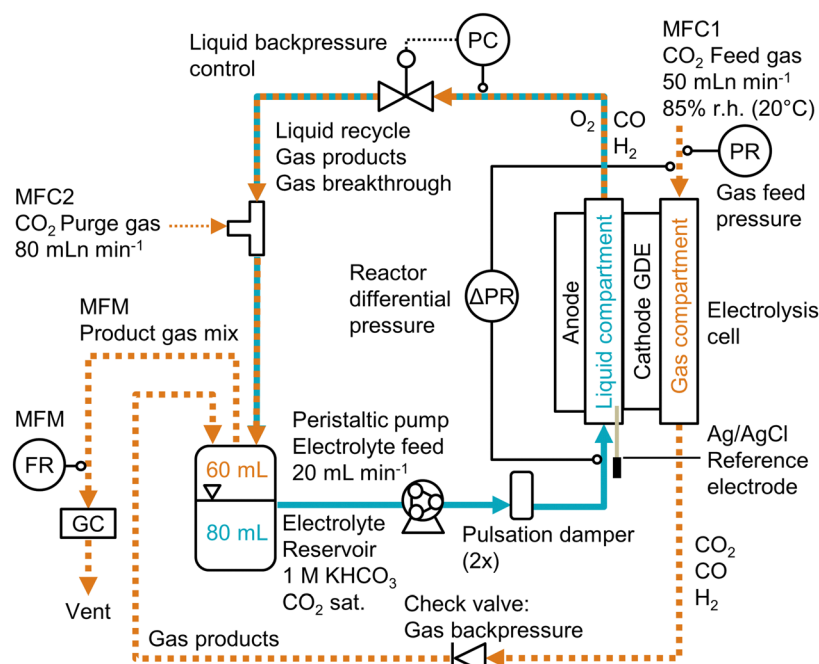 Liquid backpressure
control
PC
MFC1
CO₂ Feed gas
50 mLn min⁻¹
85% r.h. (20°C)
O₂
CO
H₂
PR
Gas feed
pressure
Liquid recycle
Gas products
Gas breakthrough
MFC2
CO₂ Purge gas
80 mLn min⁻¹
Reactor
differential
pressure
ΔPR
Anode
Liquid compartment
Cathode GDE
Gas compartment
Electrolysis
cell
MFM
Product gas mix
MFM
FR
GC
Vent
60 mL
80 mL
Peristaltic pump
Electrolyte feed
20 mL min⁻¹
Electrolyte
Reservoir
1 M KHCO₃
CO₂ sat.
Pulsation damper
(2x)
Ag/AgCl
Reference
electrode
CO₂
CO
H₂
Check valve:
Gas backpressure
Gas products